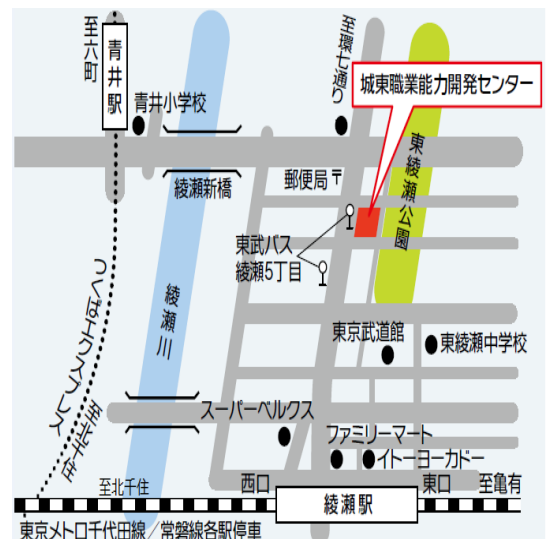 至六町
青井駅
青井小学校
至環七通り
城東職業能力開発センター
東綾瀬公園
綾瀬新橋
郵便局〒
東武バス
綾瀬5丁目
つくばエクスプレス
至北千住
綾瀬川
東京武道館
東綾瀬中学校
スーパーベルクス
ファミリーマート
イトーヨーカドー
至北千住
西口
綾瀬駅
東口
至亀有
東京メトロ千代田線／常磐線各駅停車